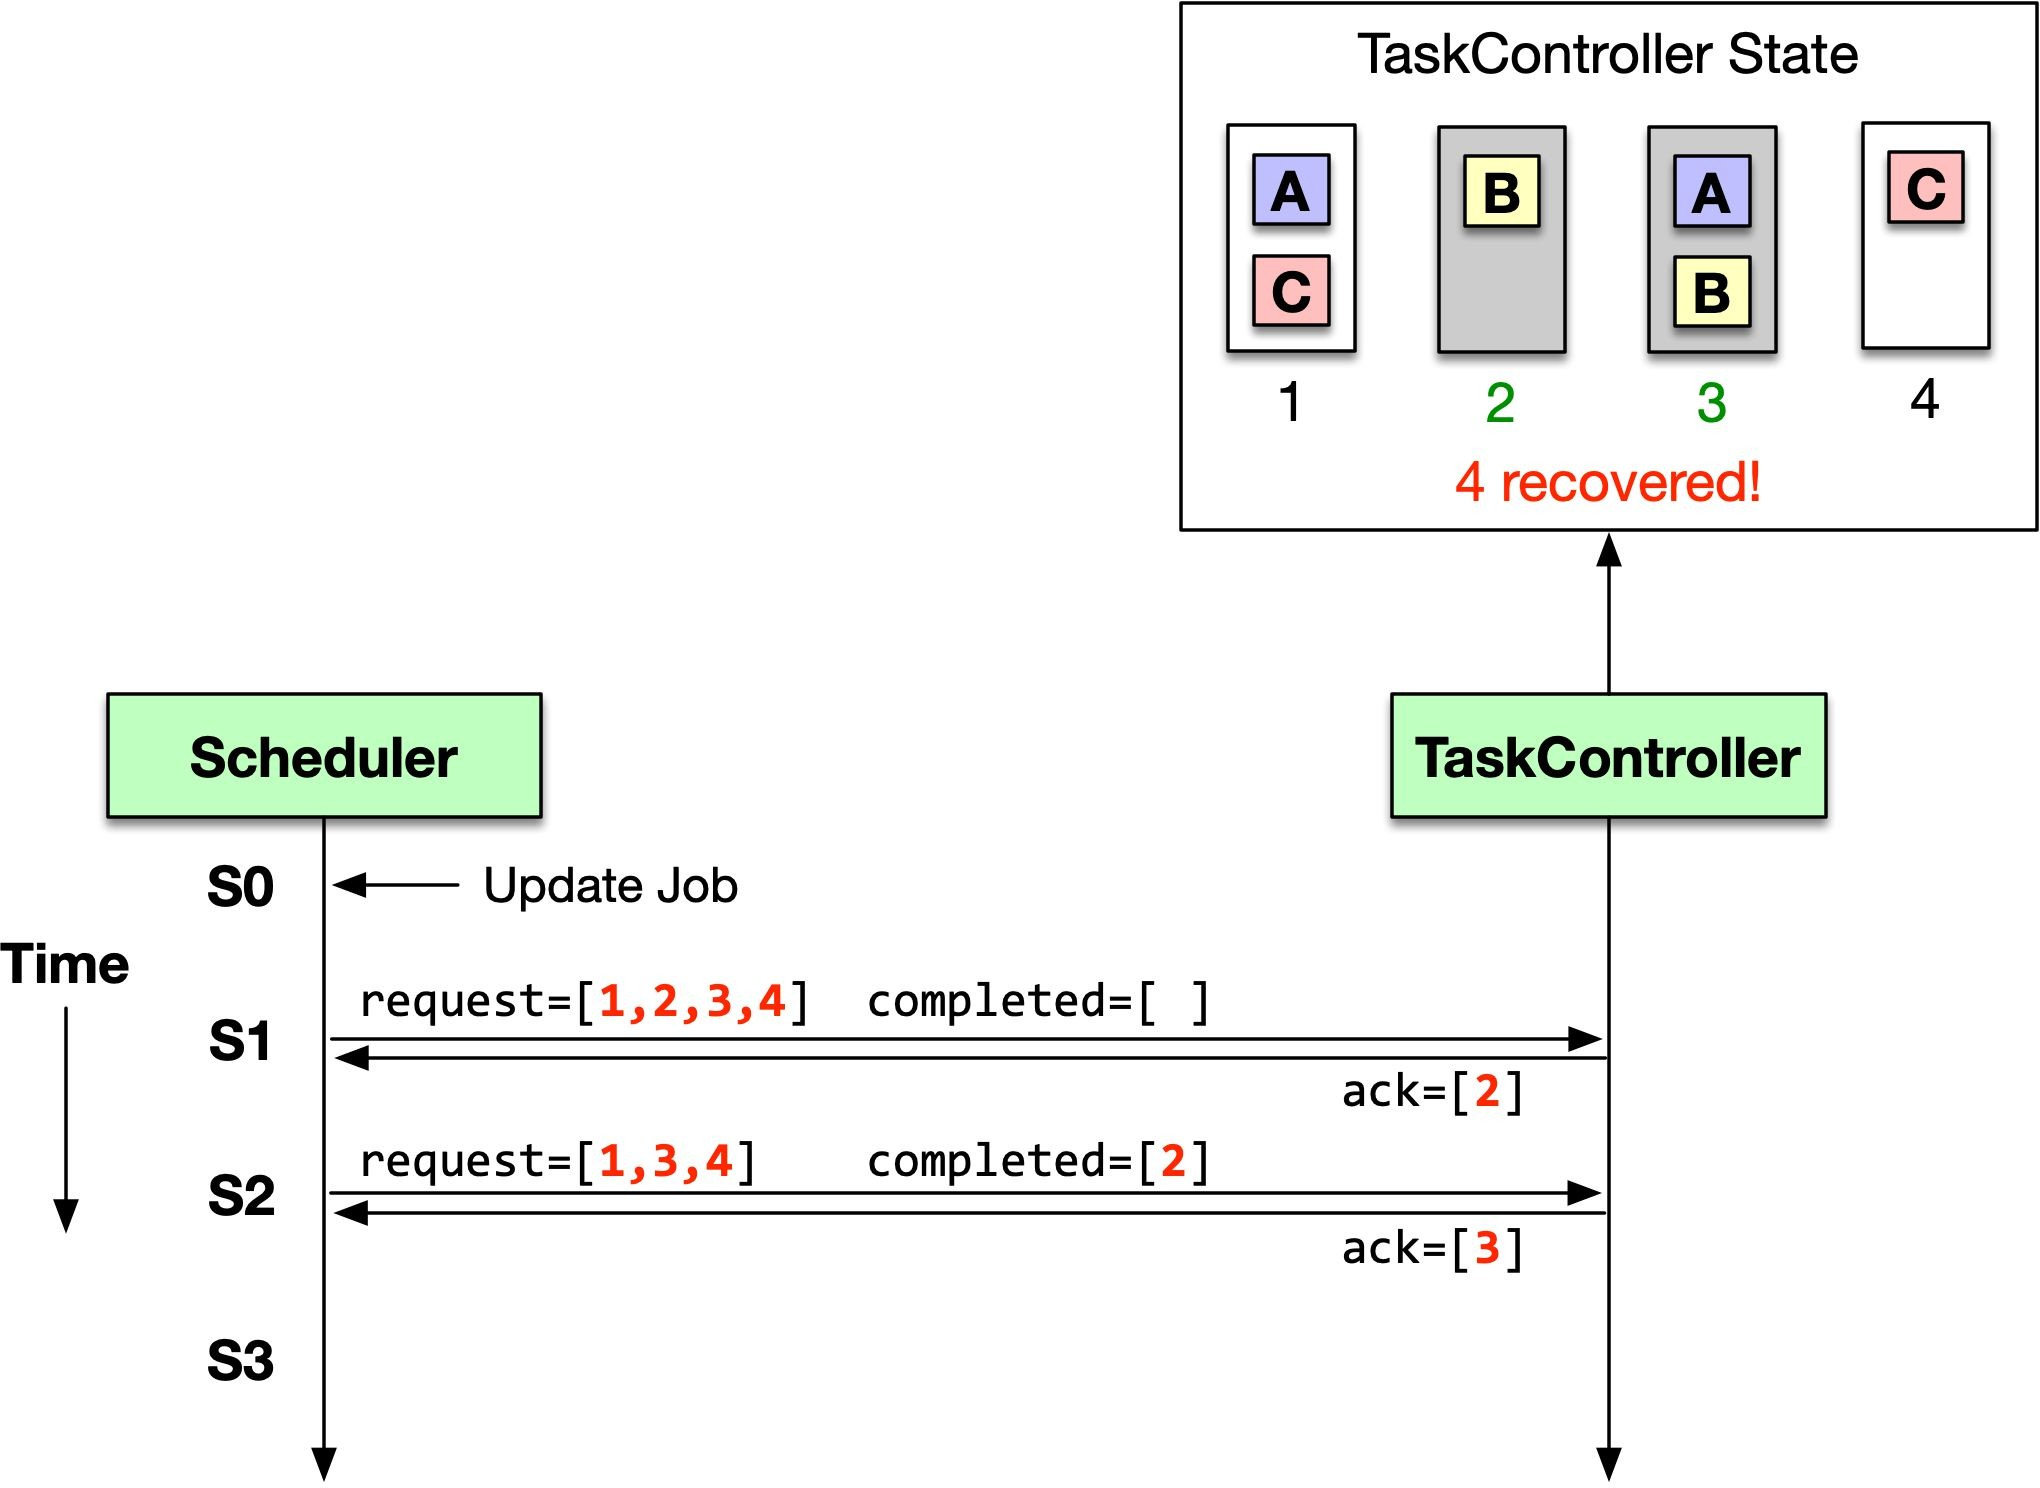 TaskController State
A B A C
C B
1 2 3 4
4 recovered!
Scheduler TaskController
S0 Update Job
Time
request=[1,2,3,4] completed=[ ]
S1
ack=[2]
request=[1,3,4] completed=[2]
S2
ack=[3]
S3